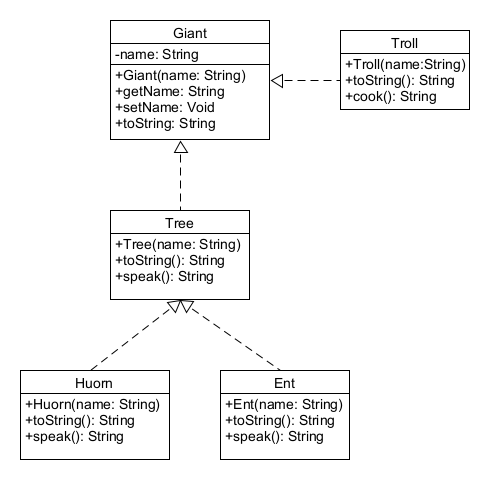 Giant
-name: String
+Giant(name: String)
+getName: String
+setName: Void
+toString: String
Troll
+Troll(name:String)
+toString(): String
+cook(): String
Tree
+Tree(name: String)
+toString(): String
+speak(): String
Huorn
+Huorn(name: String)
+toString(): String
+speak(): String
Ent
+Ent(name: String)
+toString(): String
+speak(): String